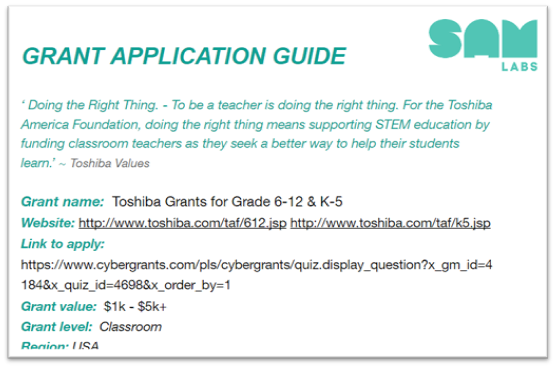 SAM
LABS
GRANT APPLICATION GUIDE
‘ Doing the Right Thing. - To be a teacher is doing the right thing. For the Toshiba
America Foundation, doing the right thing means supporting STEM education by
funding classroom teachers as they seek a better way to help their students
learn.’ ~ Toshiba Values
Grant name: Toshiba Grants for Grade 6-12 & K-5
Website: http://www.toshiba.com/taf/612.jsp http://www.toshiba.com/taf/k5.jsp
Link to apply:
https://www.cybergrants.com/pls/cybergrants/quiz.display_question?x_gm_id=4
184&x_quiz_id=4698&x_order_by=1
Grant value: $1k - $5k+
Grant level: Classroom
Region: USA